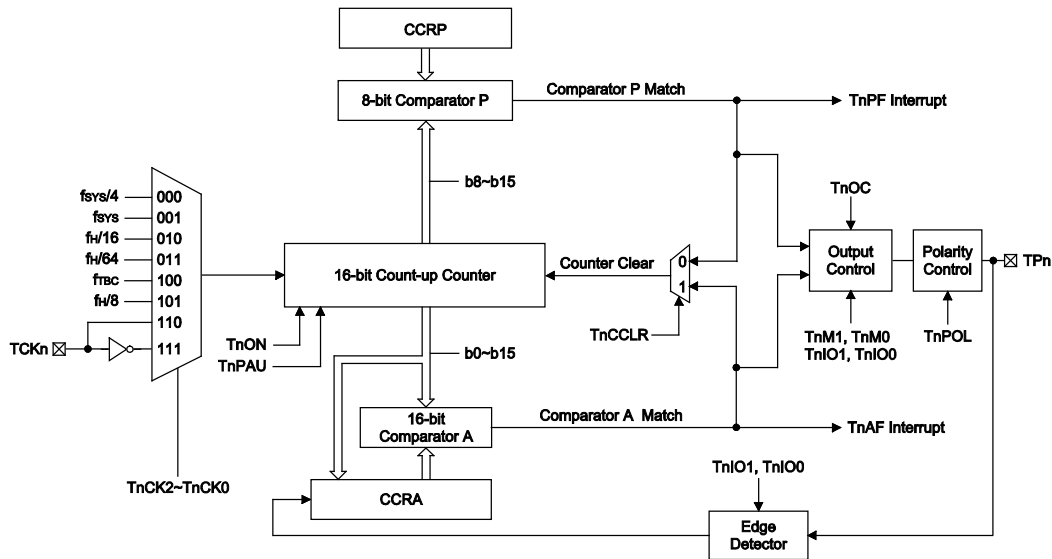 CCRP
8-bit Comparator P
Comparator P Match
TnPF Interrupt
b8~b15
fSYS/4
000
fSYS
001
fH/16
010
fH/64
011
fTBC
100
fH/8
101
110
TCKn
111
TnCK2~TnCK0
16-bit Count-up Counter
TnON
TnPAU
Counter Clear
0
1
TnCCLR
TnOC
Output
Control
TnM1, TnM0
TnIO1, TnIO0
Polarity
Control
TnPOL
TPn
b0~b15
16-bit
Comparator A
Comparator A Match
TnAF Interrupt
CCRA
TnIO1, TnIO0
Edge
Detector